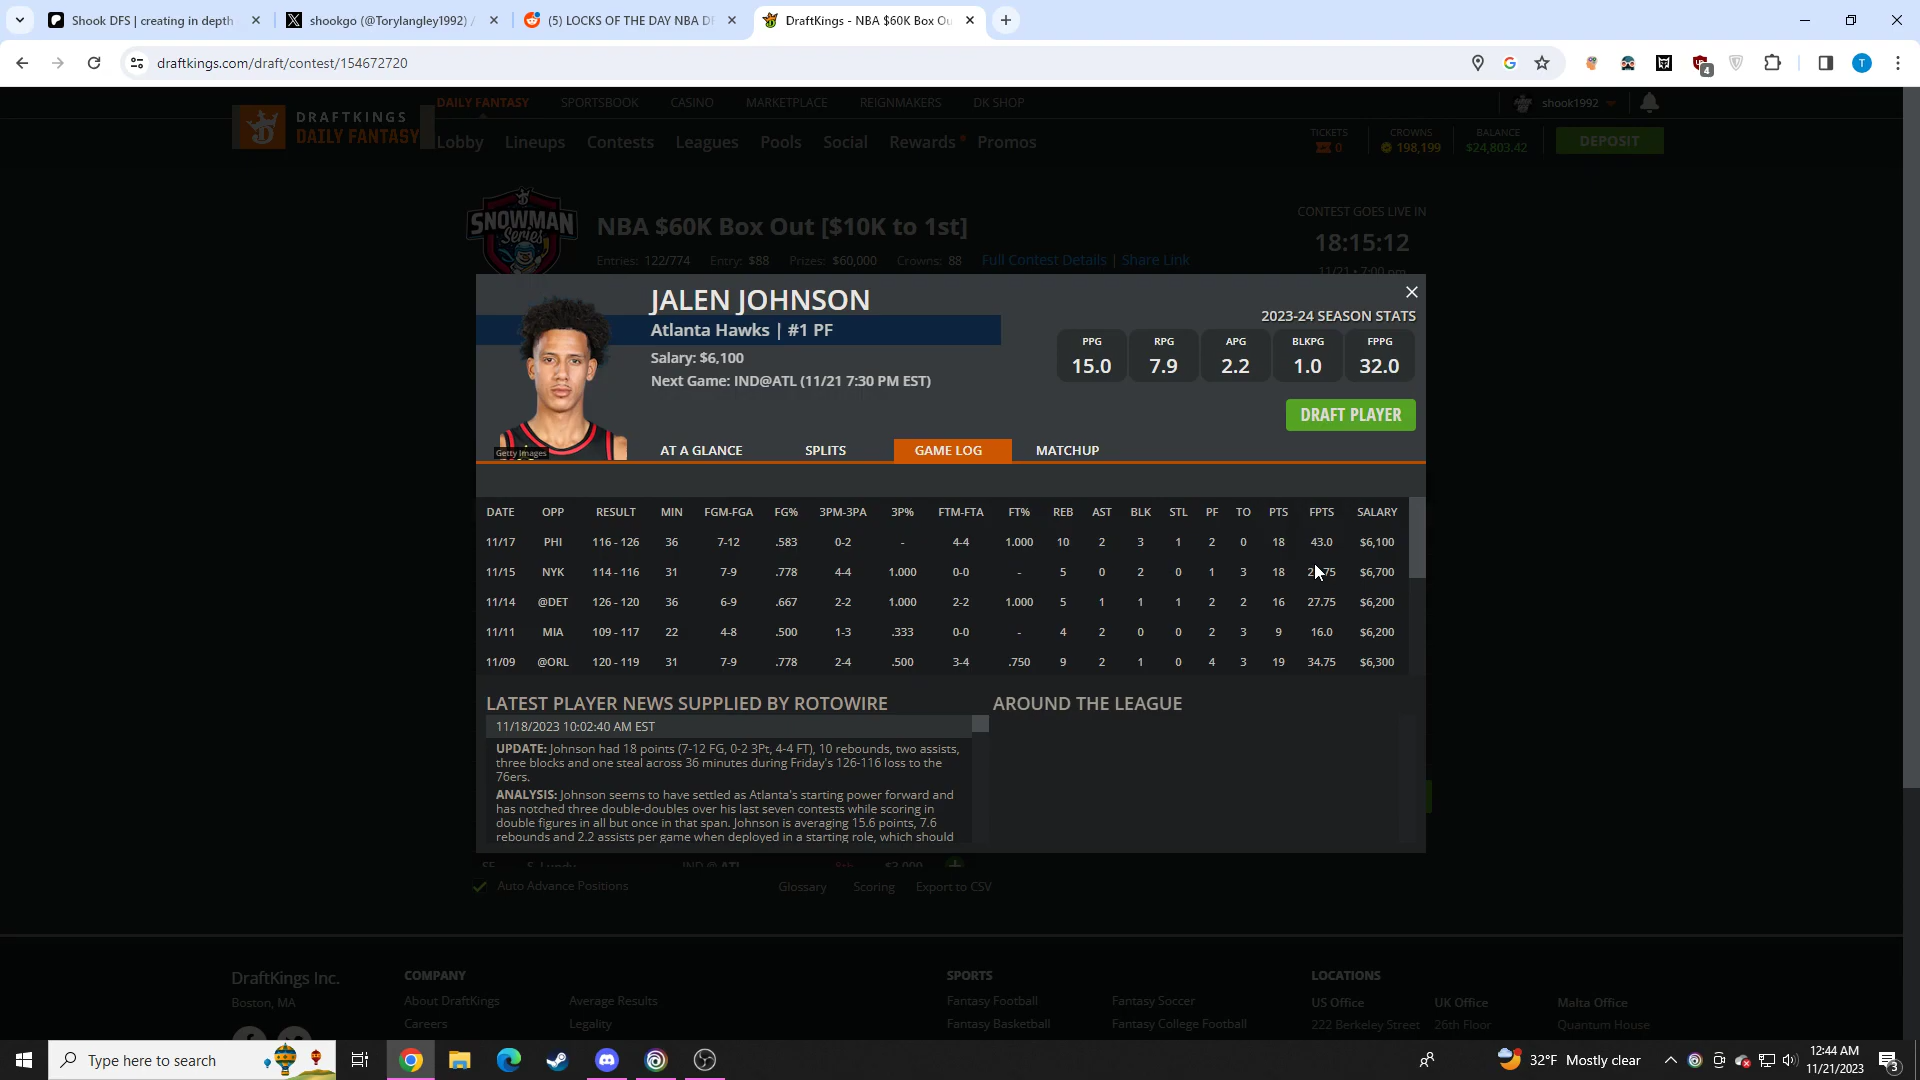 Shook DFS | creating in depth
shookgo (@Torylangley1992) /
(5) LOCKS OF THE DAY NBA DF
DraftKings - NBA $60K Box Ou
draftkings.com/draft/contest/154672720
4
T
DAILY FANTASY SPORTSBOOK CASINO MARKETPLACE REIGNMAKERS DK SHOP
shook1992
DRAFTKINGS
DAILY FANTASY
Lobby Lineups Contests Leagues Pools Social Rewards Promos
TICKETS CROWNS BALANCE
0 198,199 $24,803.42
DEPOSIT
SNOWMAN
Series
NBA $60K Box Out [$10K to 1st]
Entries: 122/774 Entry: $88 Prizes: $60,000 Crowns: 88 Full Contest Details | Share Link
CONTEST GOES LIVE IN
18:15:12
11/21 • 7:00 pm
JALEN JOHNSON
Atlanta Hawks | #1 PF
Salary: $6,100
Next Game: IND@ATL (11/21 7:30 PM EST)
Getty Images
2023-24 SEASON STATS
PPG RPG APG BLKPG FPPG
15.0 7.9 2.2 1.0 32.0
DRAFT PLAYER
AT A GLANCE SPLITS GAME LOG MATCHUP
DATE OPP RESULT MIN FGM-FGA FG% 3PM-3PA 3P% FTM-FTA FT% REB AST BLK STL PF TO PTS FPTS SALARY
11/17 PHI 116 - 126 36 7-12 .583 0-2 - 4-4 1.000 10 2 3 1 2 0 18 43.0 $6,100
11/15 NYK 114 - 116 31 7-9 .778 4-4 1.000 0-0 - 5 0 2 0 1 3 18 $6,700
11/14 @DET 126 - 120 36 6-9 .667 2-2 1.000 2-2 1.000 5 1 1 1 2 2 16 27.75 $6,200
11/11 MIA 109 - 117 22 4-8 .500 1-3 .333 0-0 - 4 2 0 0 2 3 9 16.0 $6,200
11/09 @ORL 120 - 119 31 7-9 .778 2-4 .500 3-4 .750 9 2 1 0 4 3 19 34.75 $6,300
LATEST PLAYER NEWS SUPPLIED BY ROTOWIRE
11/18/2023 10:02:40 AM EST
UPDATE: Johnson had 18 points (7-12 FG, 0-2 3Pt, 4-4 FT), 10 rebounds, two assists,
three blocks and one steal across 36 minutes during Friday's 126-116 loss to the
76ers.
ANALYSIS: Johnson seems to have settled as Atlanta's starting power forward and
has notched three double-doubles over his last seven contests while scoring in
double figures in all but once in that span. Johnson is averaging 15.6 points, 7.6
rebounds and 2.2 assists per game when deployed in a starting role, which should
AROUND THE LEAGUE
SF S. Lundy IND @ ATL 8th $3,000
Auto Advance Positions
Glossary Scoring Export to CSV
DraftKings Inc.
Boston, MA
COMPANY
About DraftKings Average Results
Careers Legality
SPORTS
Fantasy Football Fantasy Soccer
Fantasy Basketball Fantasy College Football
LOCATIONS
US Office UK Office Malta Office
222 Berkeley Street 26th Floor Quantum House
Type here to search
32°F Mostly clear
12:44 AM
11/21/2023
3